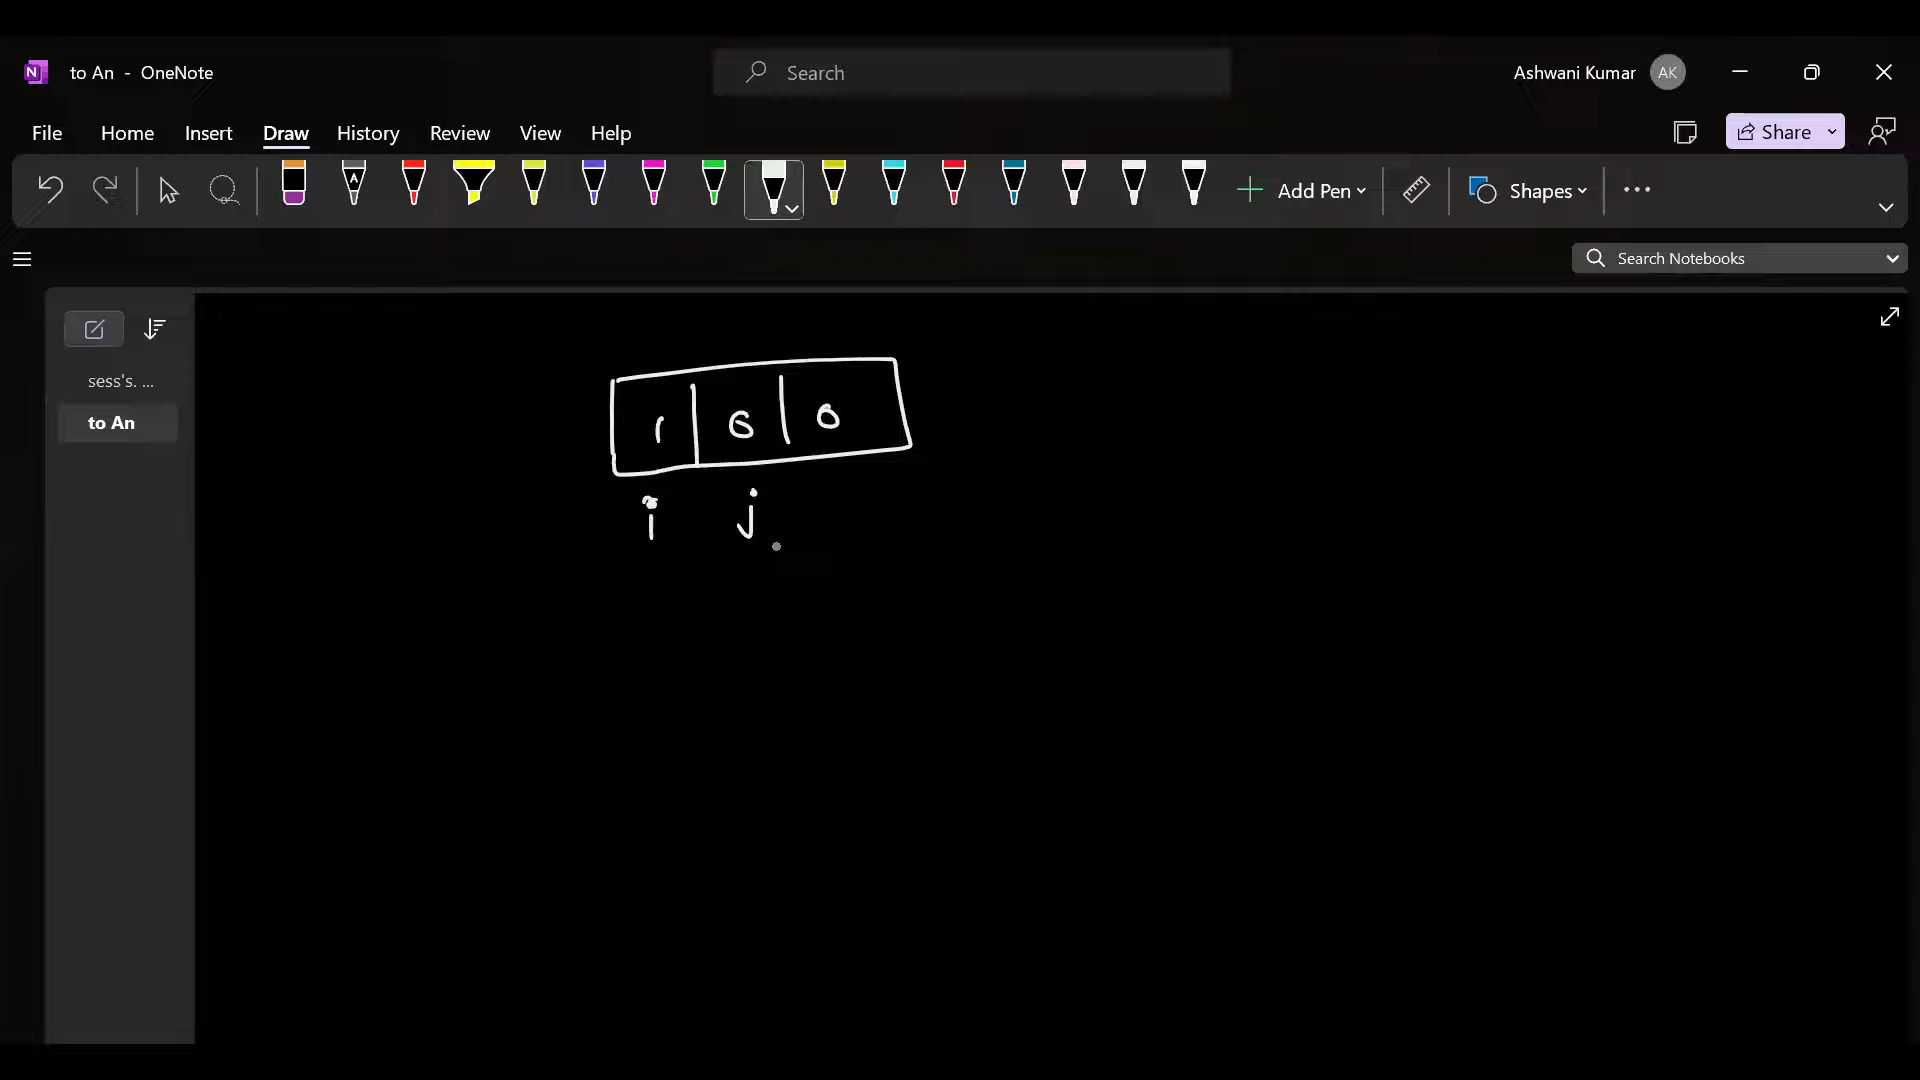 to An - OneNote
Search
Ashwani Kumar AK
File Home Insert Draw History Review View Help
Share
A
Add Pen
Shapes
Search Notebooks
sess's. ...
to An
1 0 0
i j